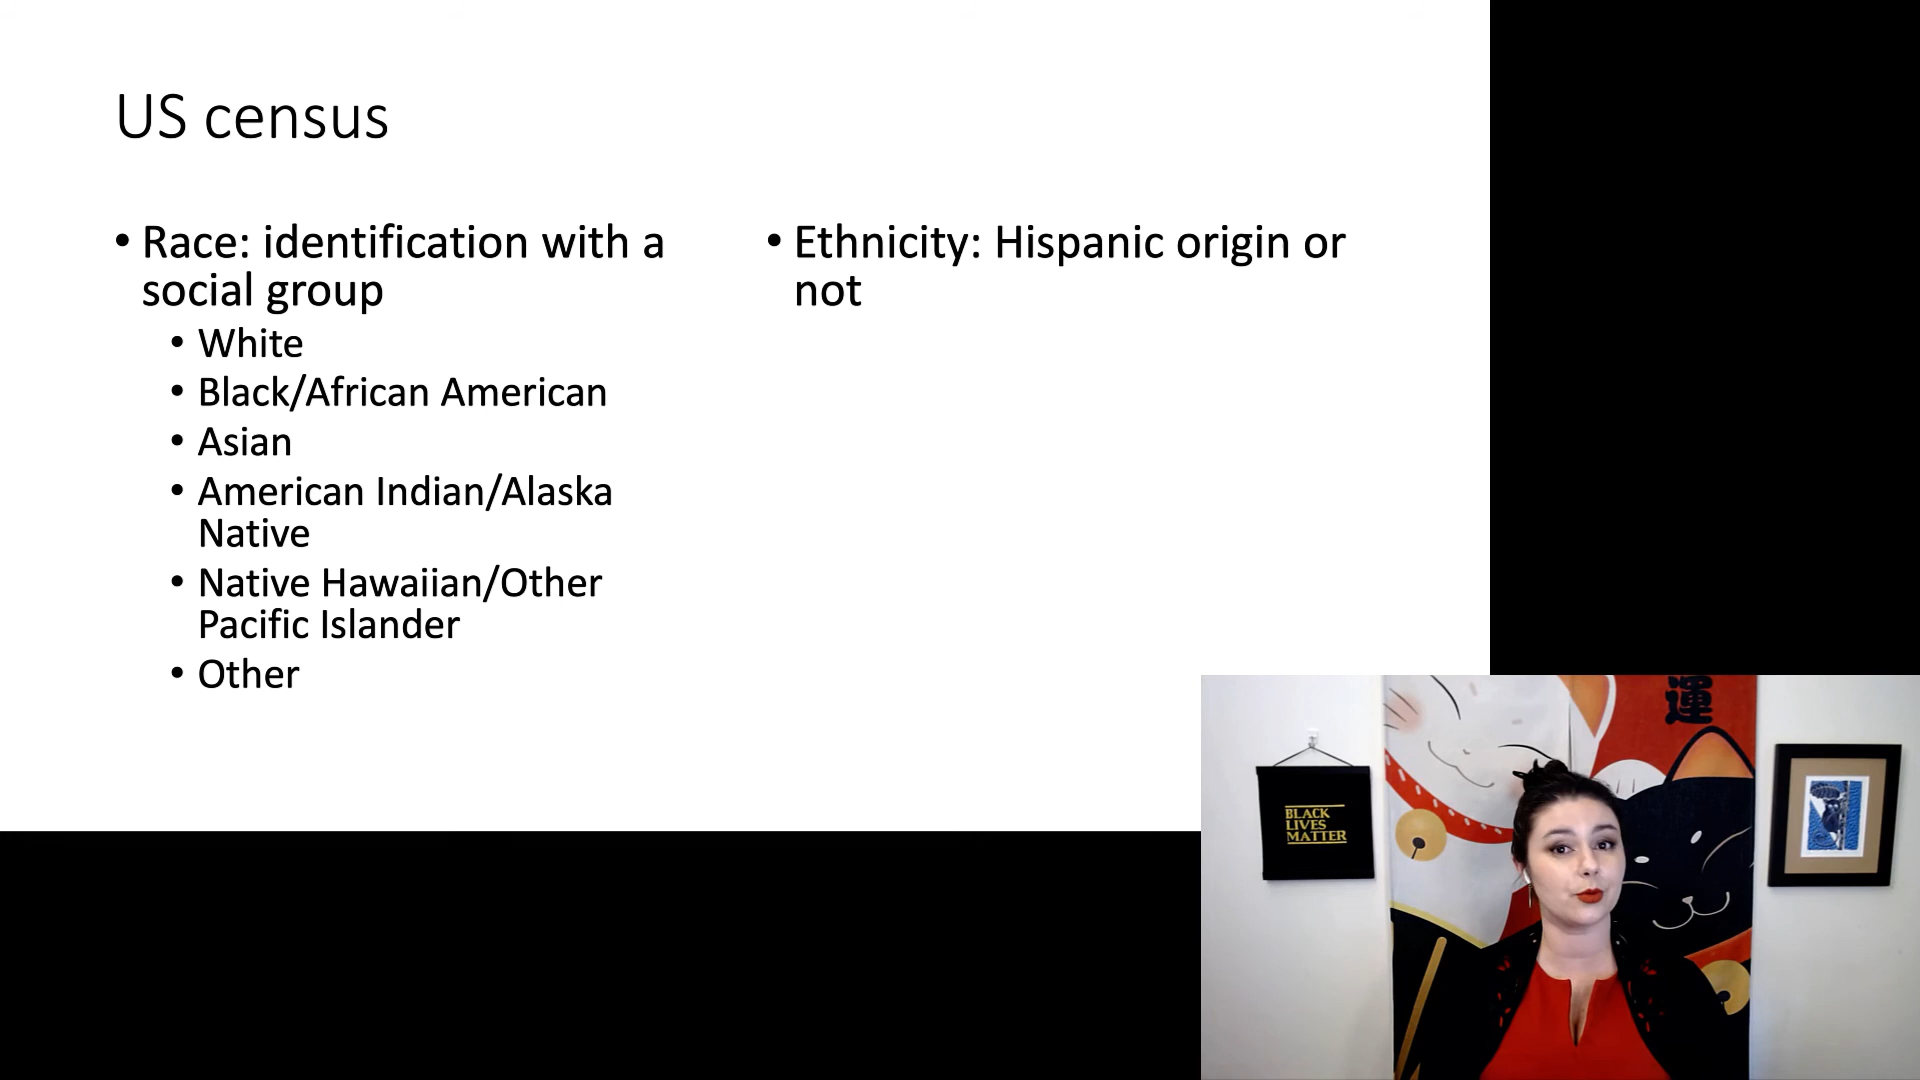 US census
• Race: identification with a
social group
• White
• Black/African American
• Asian
• American Indian/Alaska
Native
• Native Hawaiian/Other
Pacific Islander
• Other
• Ethnicity: Hispanic origin or
not
運
BLACK
LIVES
MATTER